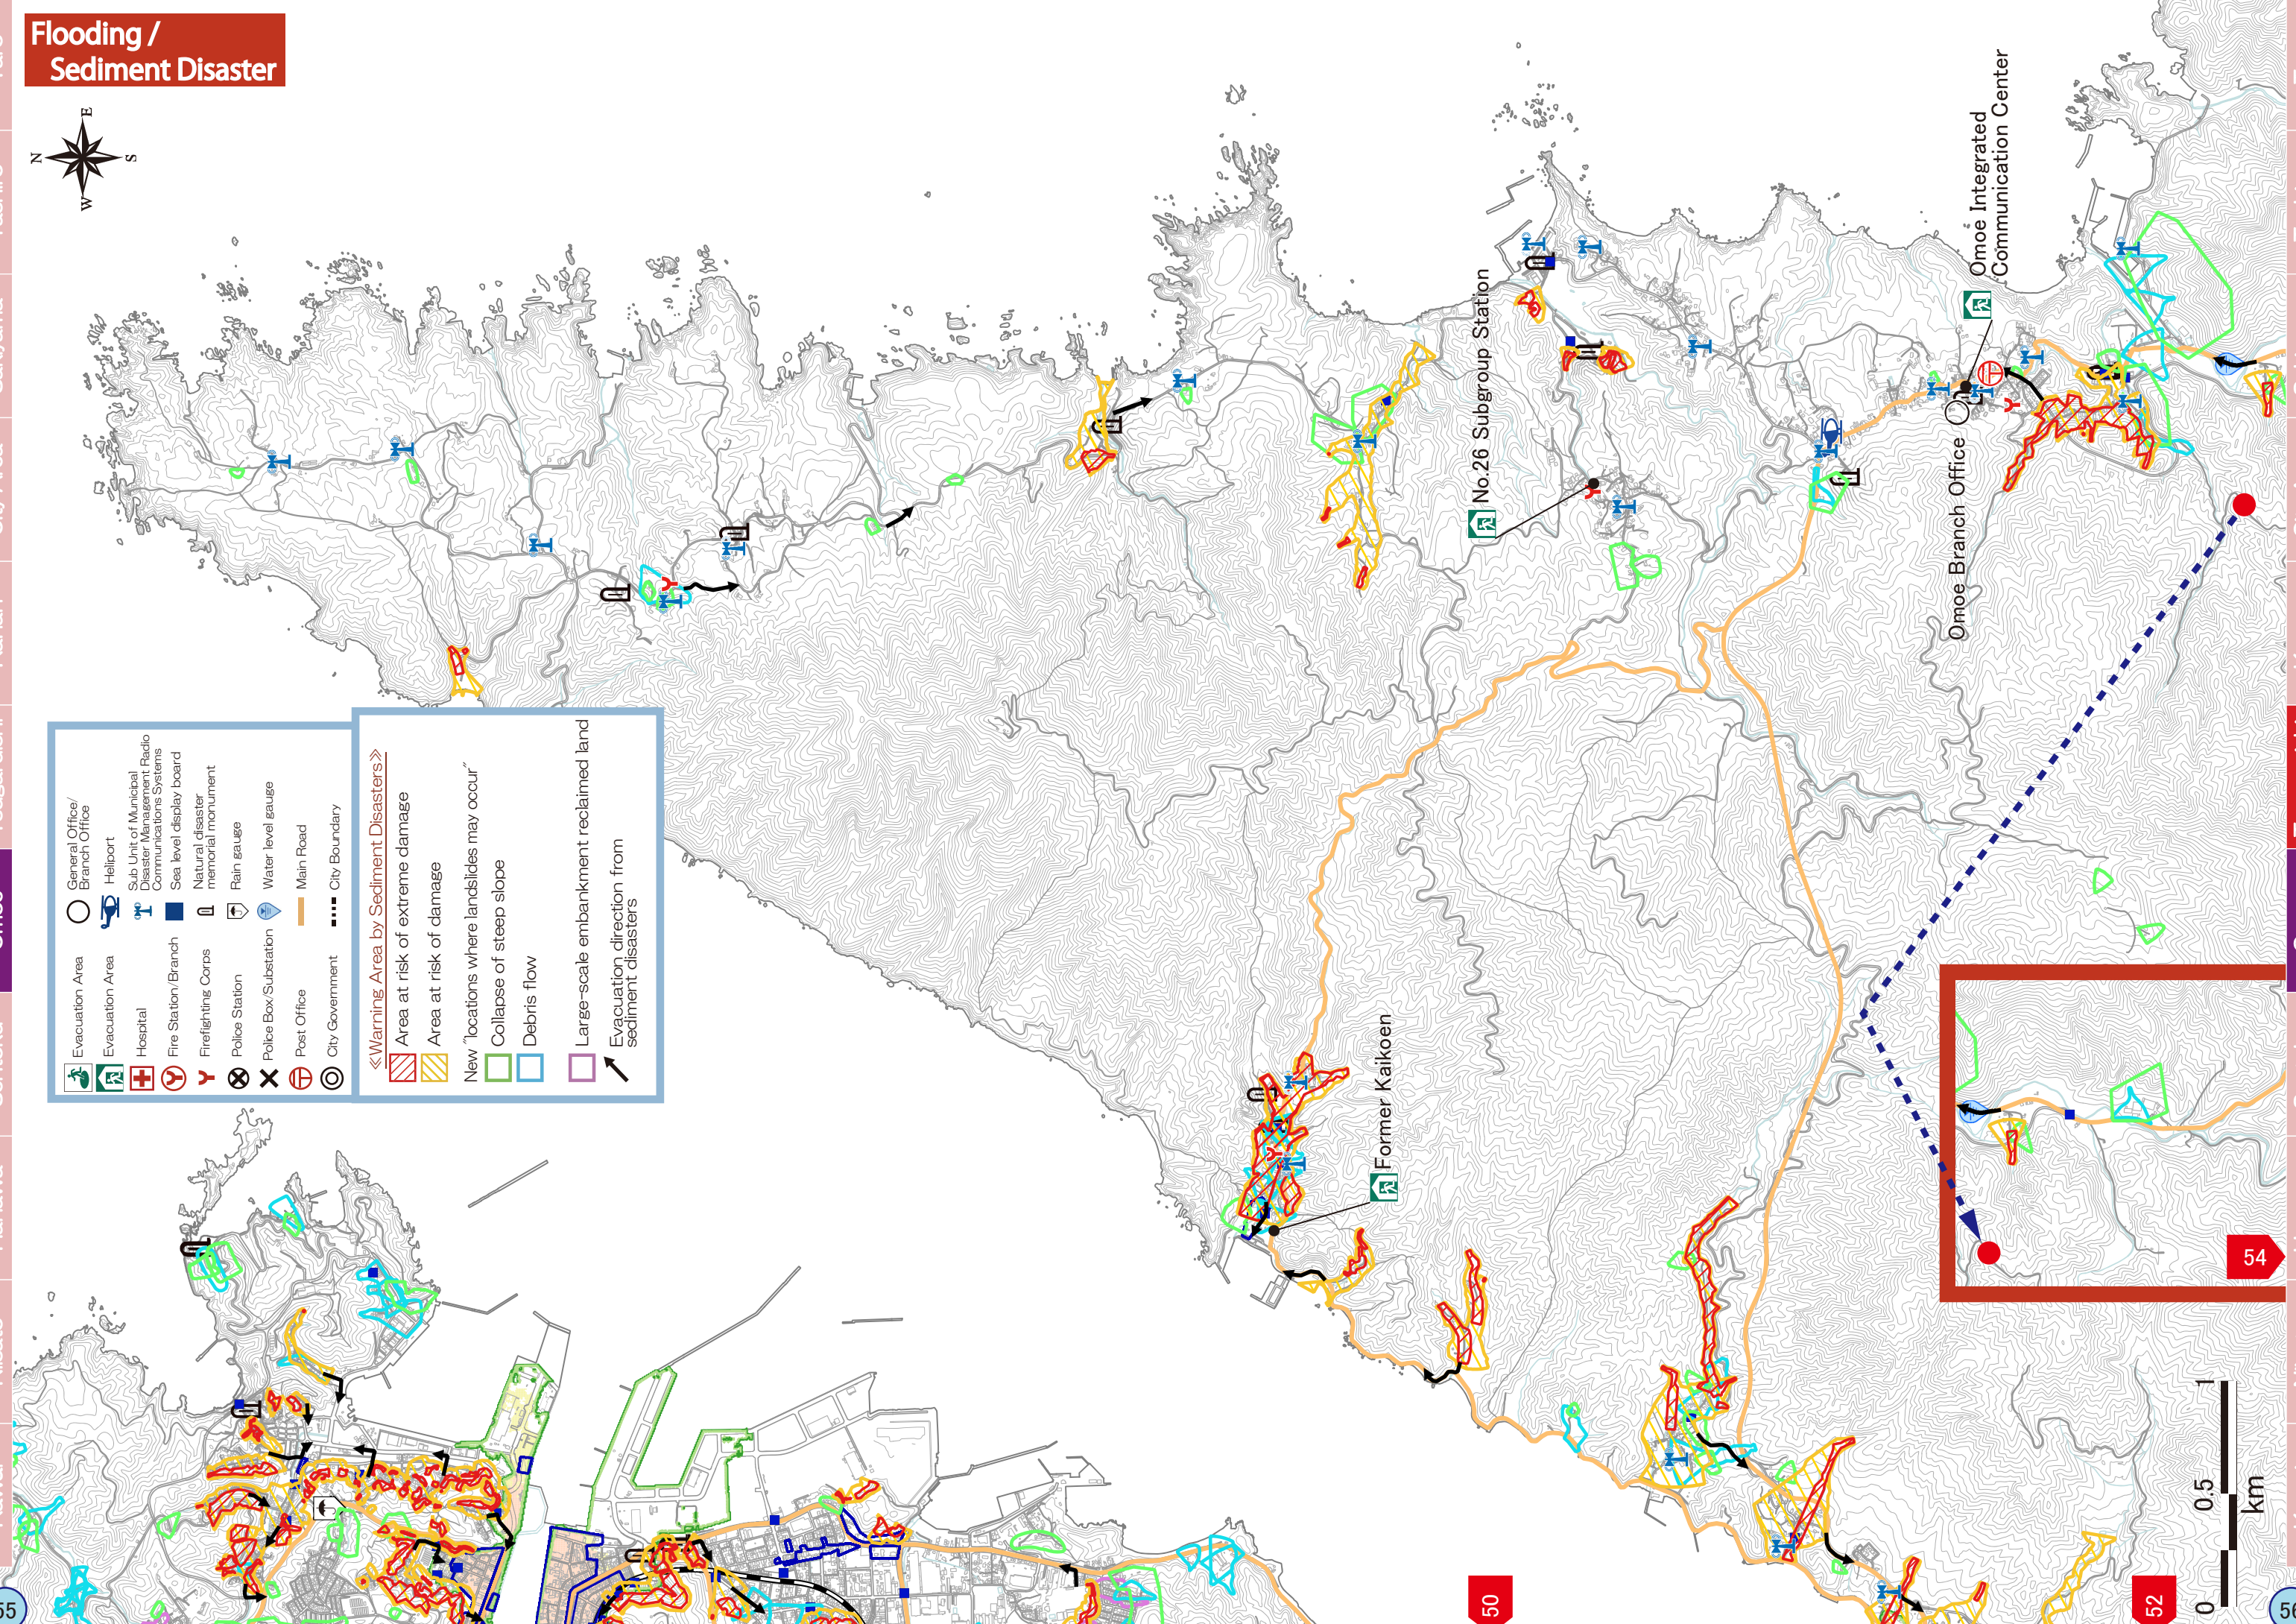 Flooding /
Sediment Disaster
N
E
S
W
Evacuation Area
Evacuation Area
Hospital
Fire Station/Branch
Firefighting Corps
Police Station
Police Box/Substation
Post Office
City Government
General Office/
Branch Office
Heliport
Sub Unit of Municipal
Disaster Management Radio
Communications Systems
Sea level display board
Natural disaster
memorial monument
Rain gauge
Water level gauge
Main Road
City Boundary
≪Warning Area by Sediment Disasters≫
Area at risk of extreme damage
Area at risk of damage
New "locations where landslides may occur"
Collapse of steep slope
Debris flow
Large-scale embankment reclaimed land
Evacuation direction from
sediment disasters
No.26 Subgroup Station
Omoe Integrated
Communication Center
Omoe Branch Office
Former Kaikoen
54
50
52
0
0.5
1
km
55